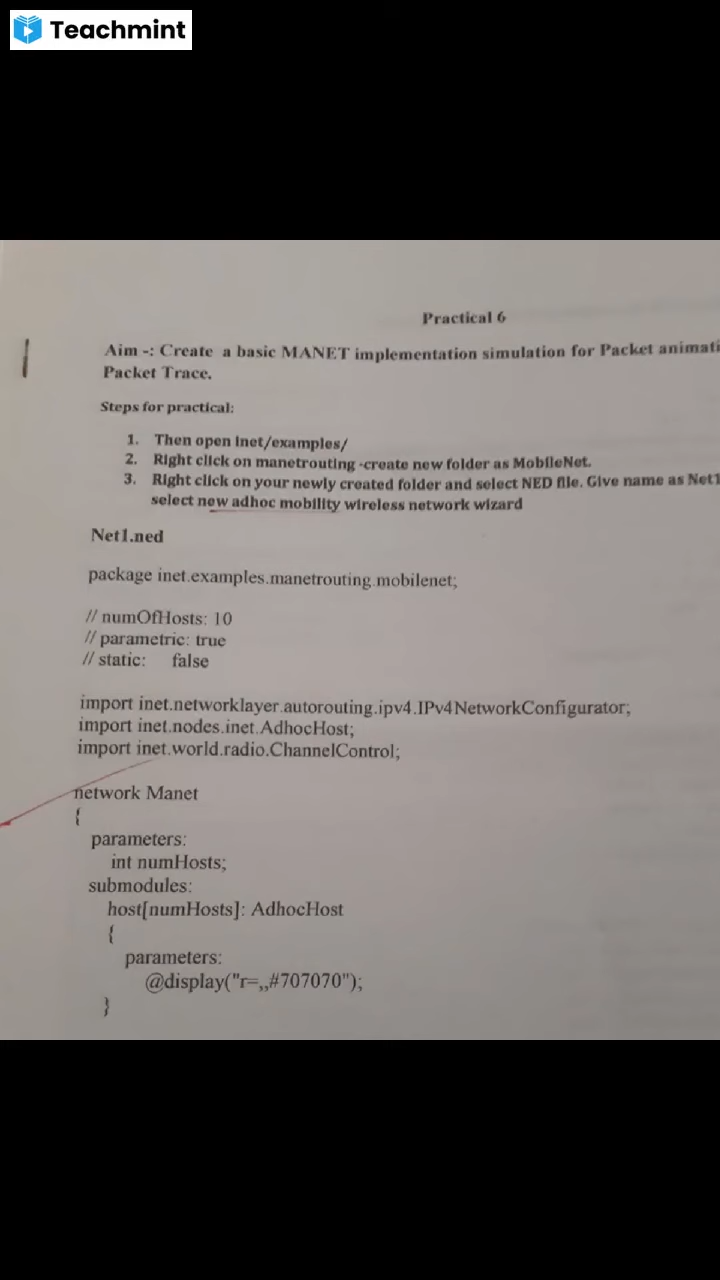 Teachmint
Practical 6
Aim -: Create a basic MANET implementation simulation for Packet
Packet Trace.
Steps for practical:
1. Then open inet/examples/
2. Right click on manetrouting -create new folder as MobileNet.
3. Right click on your newly created folder and select NED file. Give name as Net1
select new adhoc mobility wireless network wizard
Net1.ned
package inet.examples.manetrouting.mobilenet;
// numOfHosts: 10
// parametric: true
// static: false
import inet.networklayer.autorouting.ipv4.IPv4NetworkConfigurator;
import inet.nodes.inet.AdhocHost;
import inet.world.radio.ChannelControl;
network Manet
{
parameters:
int numHosts;
submodules:
host[numHosts]: AdhocHost
{
parameters:
@display("r=,,#707070");
}